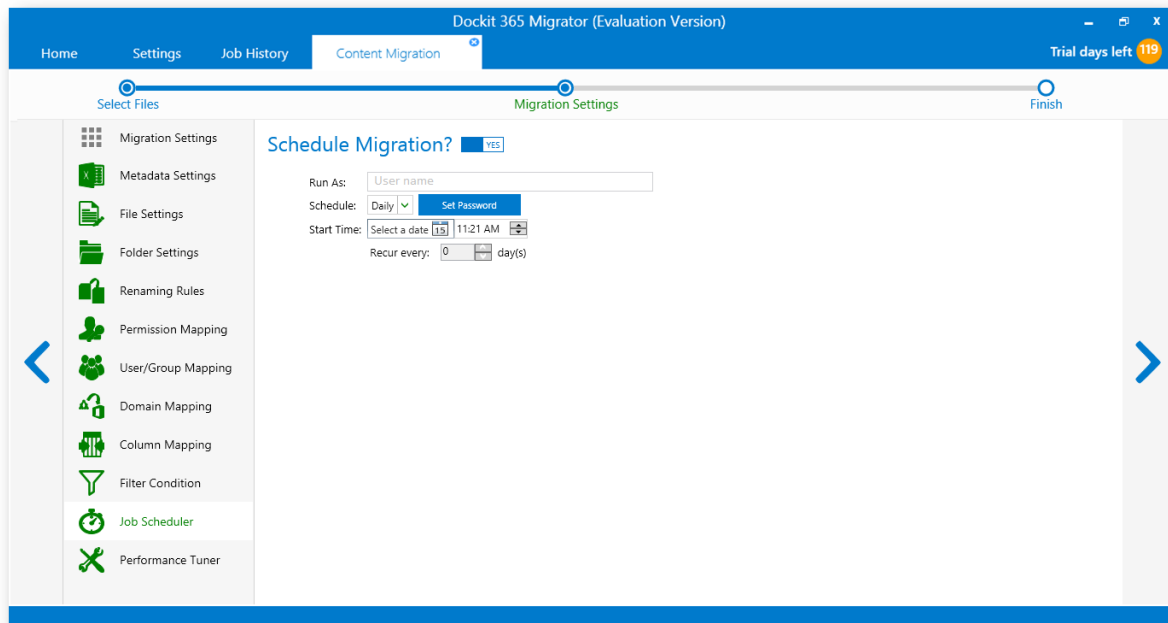 Dockit 365 Migrator (Evaluation Version)
Home Settings Job History Content Migration Trial days left 119
Select Files Migration Settings Finish
Migration Settings
Metadata Settings
File Settings
Folder Settings
Renaming Rules
Permission Mapping
User/Group Mapping
Domain Mapping
Column Mapping
Filter Condition
Job Scheduler
Performance Tuner
Schedule Migration? YES
Run As: User name
Schedule: Daily Set Password
Start Time: Select a date 15 11:21 AM
Recur every: 0 day(s)